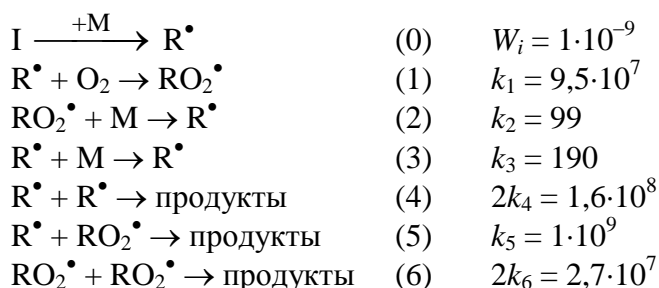 I —+M→ R• (0) Wi = 1·10⁻⁹
R• + O₂ → RO₂• (1) k₁ = 9,5·10⁷
RO₂• + M → R• (2) k₂ = 99
R• + M → R• (3) k₃ = 190
R• + R• → продукты (4) 2k₄ = 1,6·10⁸
R• + RO₂• → продукты (5) k₅ = 1·10⁹
RO₂• + RO₂• → продукты (6) 2k₆ = 2,7·10⁷